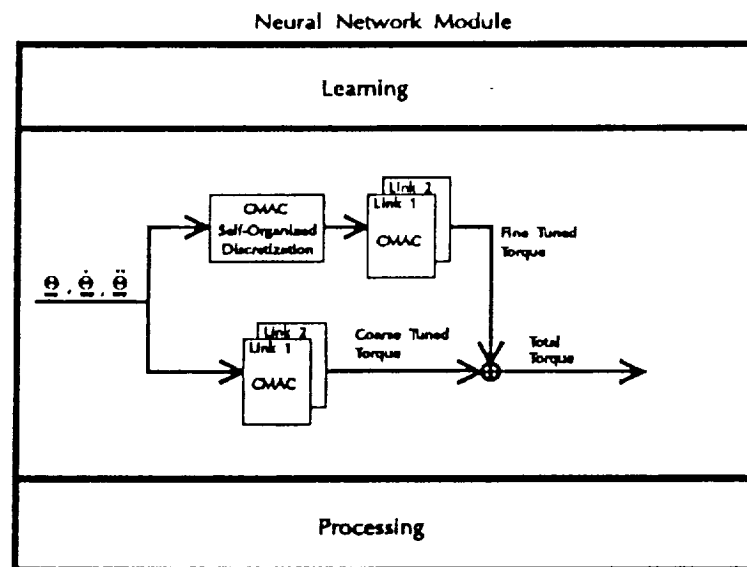 Neural Network Module
Learning
CMAC
Self-Organized
Discretization
Link 2
Link 1
CMAC
Fine Tuned
Torque
Θ, Θ̇, Θ̈
Link 2
Link 1
CMAC
Coarse Tuned
Torque
Total
Torque
Processing